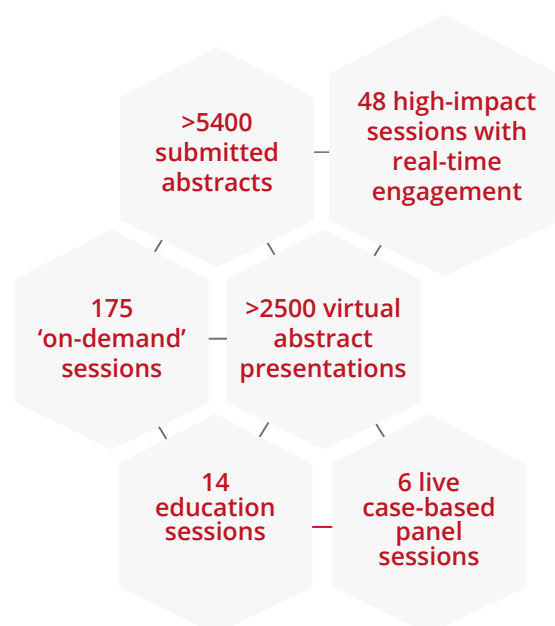 >5400
submitted
abstracts
48 high-impact
sessions with
real-time
engagement
175
‘on-demand’
sessions
>2500 virtual
abstract
presentations
14
education
sessions
6 live
case-based
panel
sessions